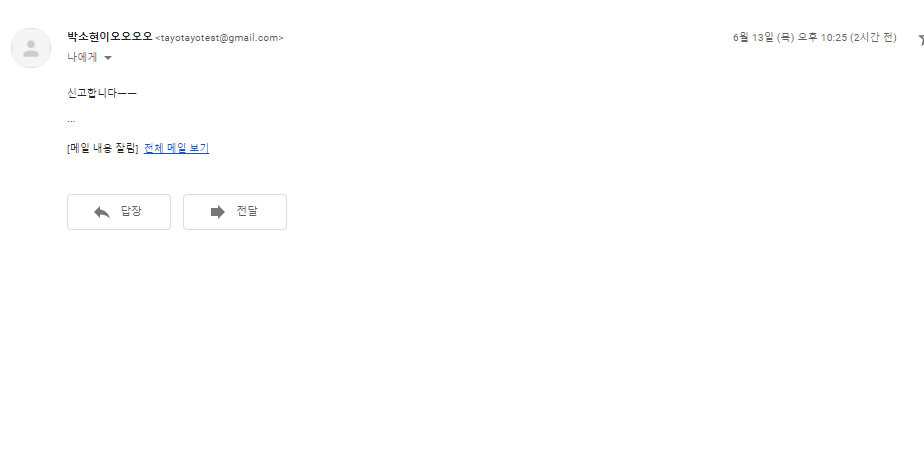 박소현이오오오오 <tayotayotest@gmail.com>
6월 13일 (목) 오후 10:25 (2시간 전)
나에게
신고합니다ㅡㅡ
...
[메일 내용 잘림] 전체 메일 보기
답장
전달